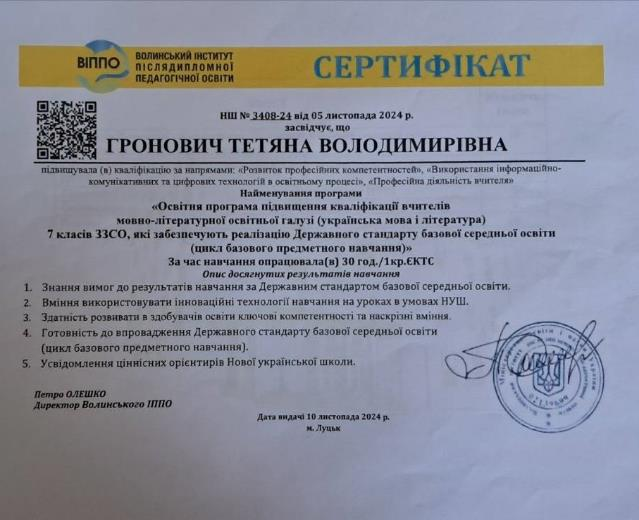 ВІППО
ВОЛИНСЬКИЙ ІНСТИТУТ
ПІСЛЯДИПЛОМНОЇ
ПЕДАГОГІЧНОЇ ОСВІТИ
СЕРТИФІКАТ
НШ № 3408-24 від 05 листопада 2024 р.
засвідчує, що
ГРОНОВИЧ ТЕТЯНА ВОЛОДИМИРІВНА
підвищувала (в) кваліфікацію за напрямами: «Розвиток професійних компетентностей», «Використання інформаційно-
комунікативних та цифрових технологій в освітньому процесі», «Професійна діяльність вчителя»
Найменування програми
«Освітня програма підвищення кваліфікації вчителів
мовно-літературної освітньої галузі (українська мова і література)
7 класів ЗЗСО, які забезпечують реалізацію Державного стандарту базової середньої освіти
(цикл базового предметного навчання)»
За час навчання опрацювала(в) 30 год./1кр.ЄКТС
Опис досягнутих результатів навчання
1. Знання вимог до результатів навчання за Державним стандартом базової середньої освіти.
2. Вміння використовувати інноваційні технології навчання на уроках в умовах НУШ.
3. Здатність розвивати в здобувачів освіти ключові компетентності та наскрізні вміння.
4. Готовність до впровадження Державного стандарту базової середньої освіти
(цикл базового предметного навчання).
5. Усвідомлення ціннісних орієнтирів Нової української школи.
Петро ОЛЕШКО
Директор Волинського ІППО
Дата видачі 10 листопада 2024 р.
м. Луцьк